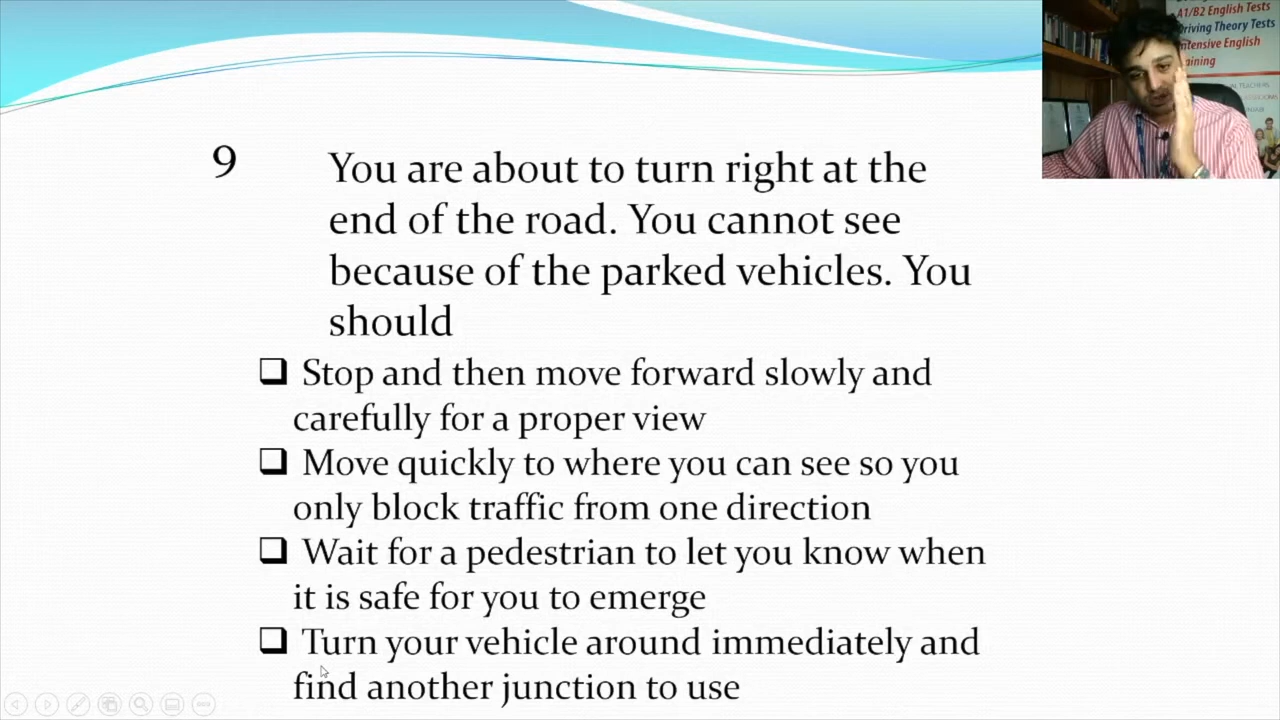 A1/B2 English Tests
Driving Theory Tests
Intensive English
9
You are about to turn right at the
end of the road. You cannot see
because of the parked vehicles. You
should
Stop and then move forward slowly and
carefully for a proper view
Move quickly to where you can see so you
only block traffic from one direction
Wait for a pedestrian to let you know when
it is safe for you to emerge
Turn your vehicle around immediately and
find another junction to use